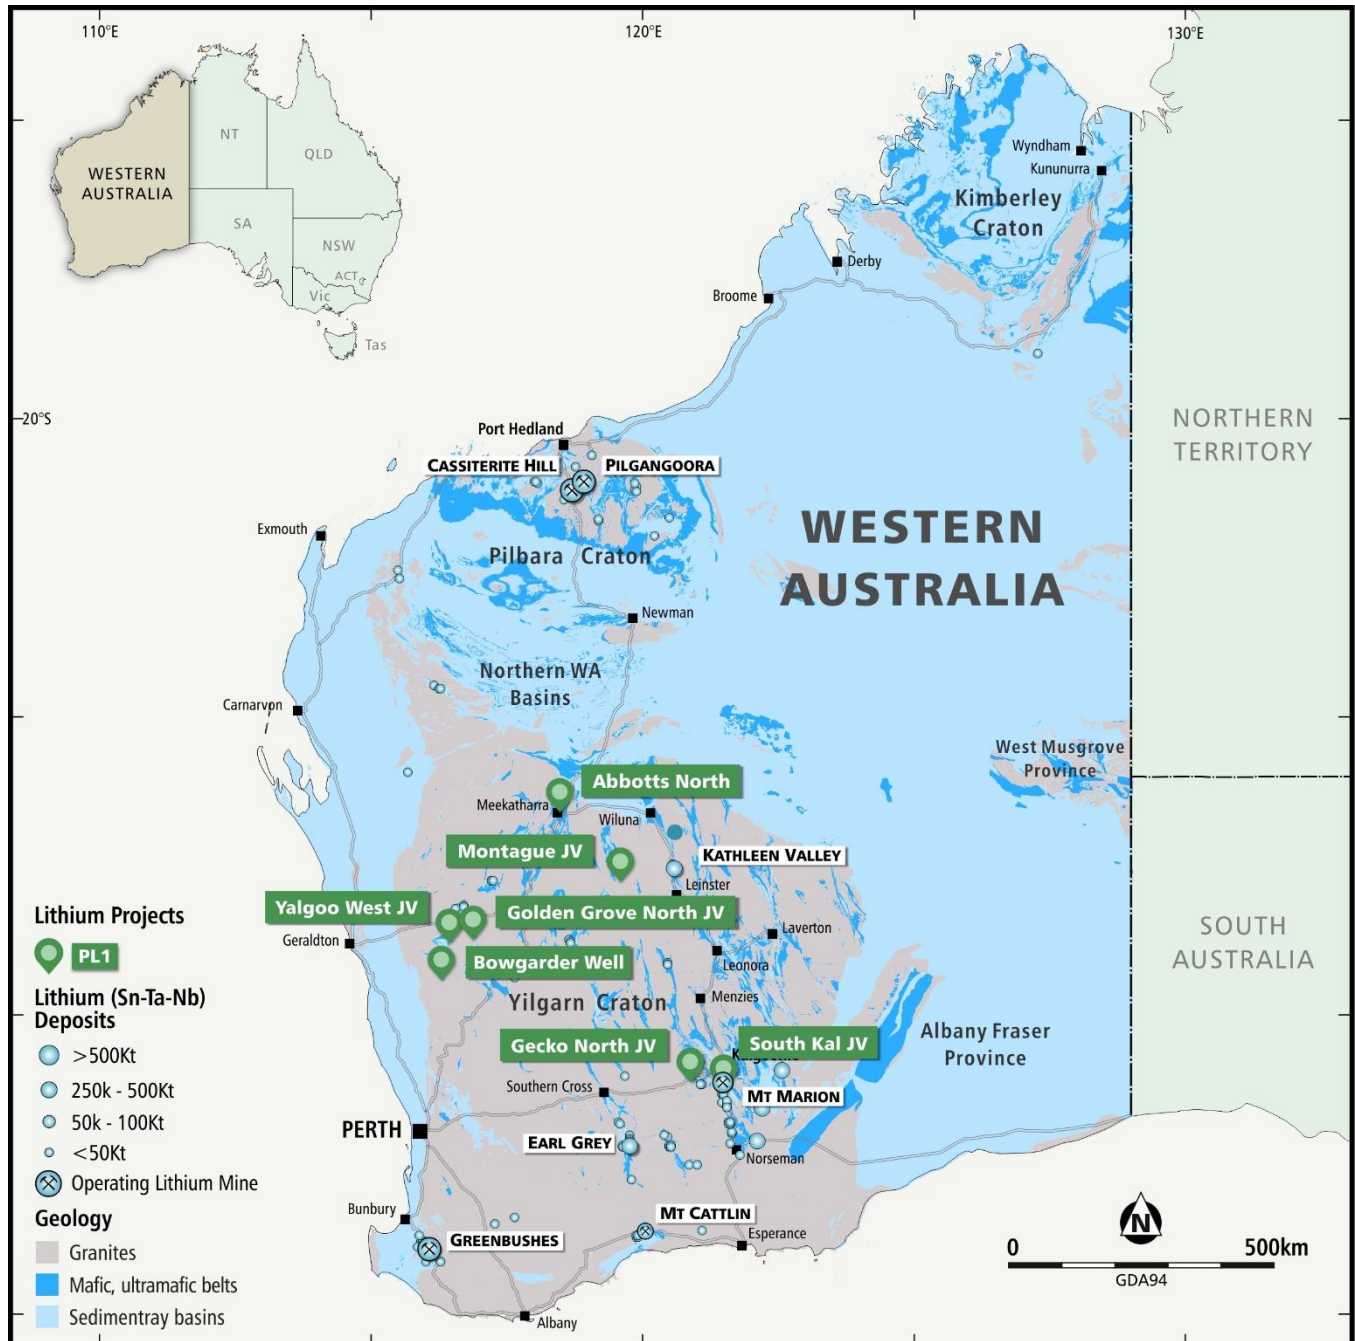 110°E
120°E
130°E
NT
QLD
WESTERN
AUSTRALIA
SA
NSW
ACT
Vic
Tas
Wyndham
Kununurra
Kimberley
Craton
Derby
Broome
20°S
NORTHERN
TERRITORY
Port Hedland
CASSITERITE HILL
PILGANGOORA
WESTERN
AUSTRALIA
Exmouth
Pilbara Craton
Newman
Northern WA
Basins
Carnarvon
West Musgrove
Province
Abbotts North
Meekatharra
Wiluna
Montague JV
KATHLEEN VALLEY
Leinster
Yalgoo West JV
Golden Grove North JV
Laverton
Geraldton
Leonora
Bowgarder Well
Menzies
Yilgarn Craton
SOUTH
AUSTRALIA
Albany Fraser
Province
Gecko North JV
South Kal JV
Southern Cross
MT MARION
PERTH
EARL GREY
Norseman
Bunbury
MT CATTLIN
GREENBUSHES
Esperance
Albany
Lithium Projects
PL1
Lithium (Sn-Ta-Nb)
Deposits
>500Kt
250k - 500Kt
50k - 100Kt
<50Kt
Operating Lithium Mine
Geology
Granites
Mafic, ultramafic belts
Sedimentray basins
N
0
500km
GDA94